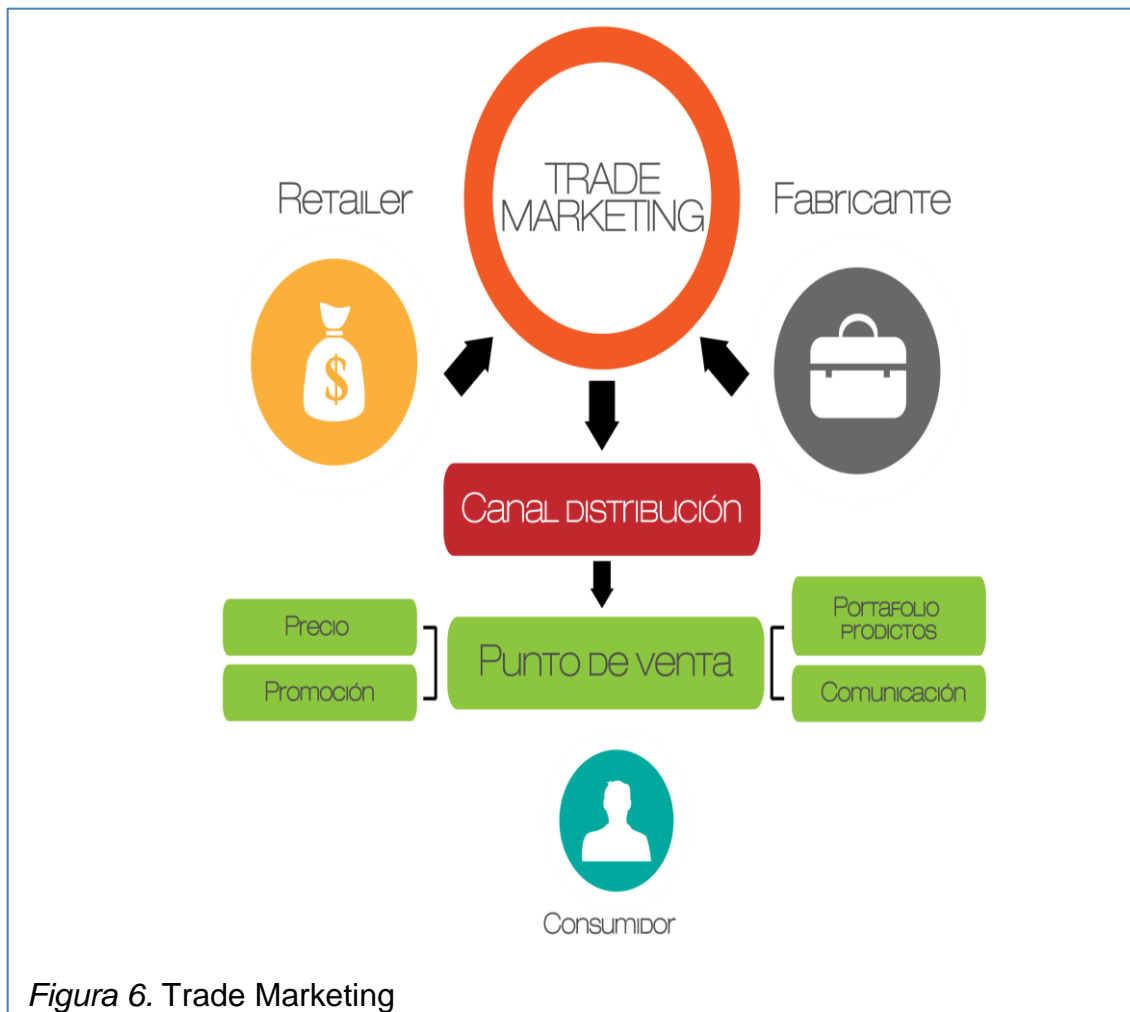 TRADE
MARKETING
Retailer
Fabricante
$
Canal distribución
Precio
Promoción
Punto de venta
Portafolio
prodictos
Comunicación
Consumidor
Figura 6. Trade Marketing